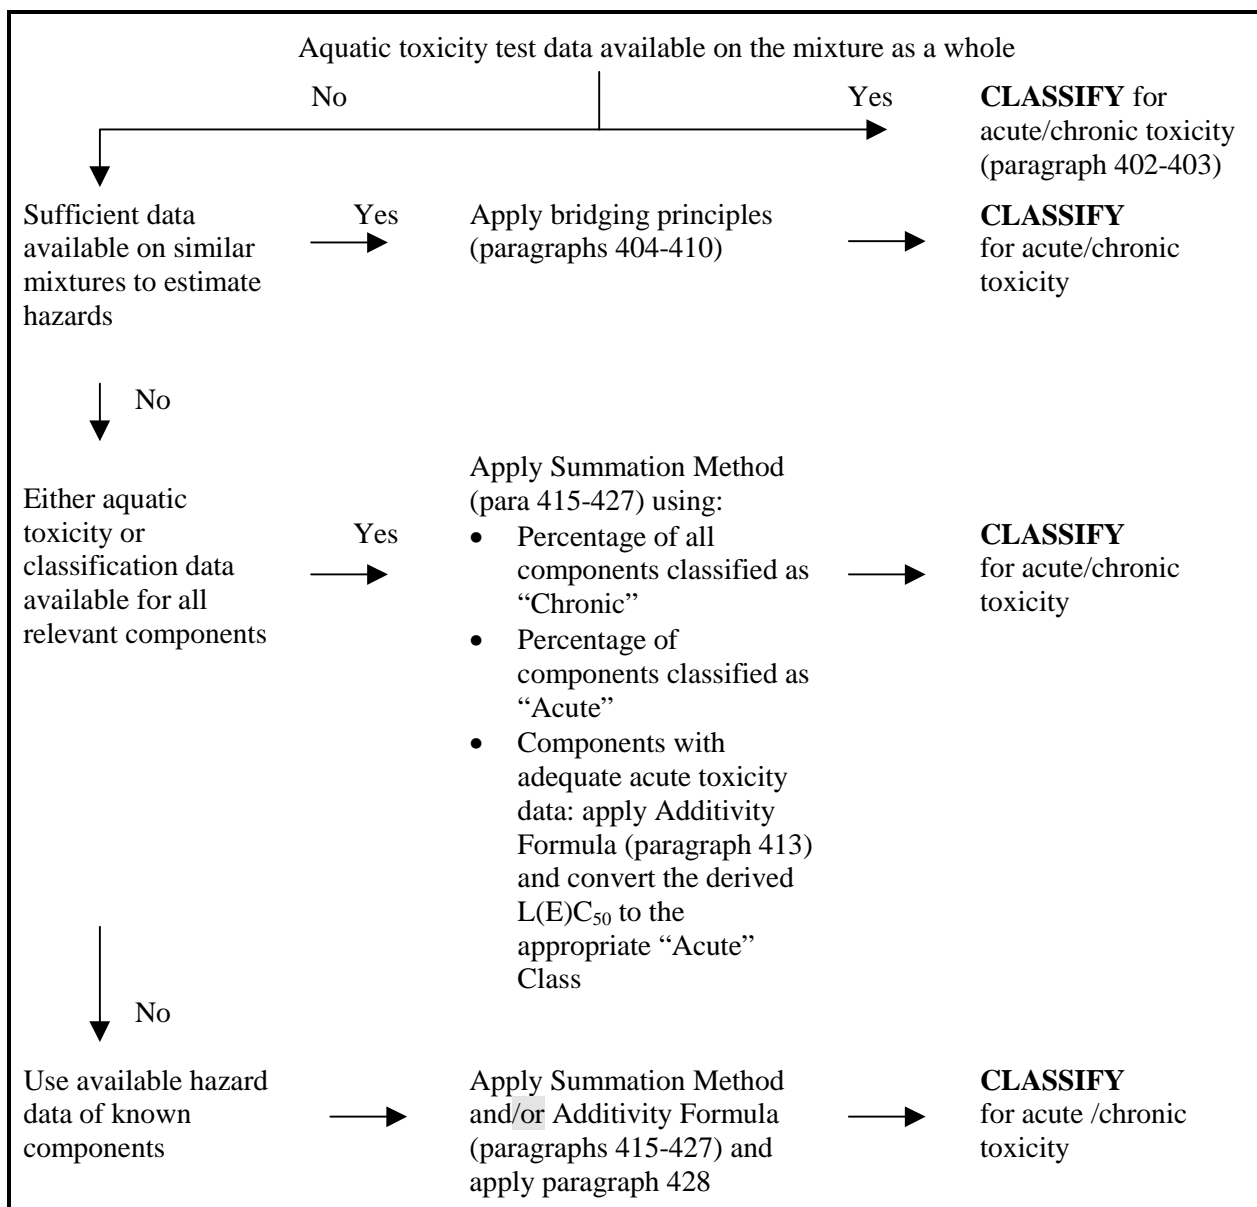 Aquatic toxicity test data available on the mixture as a whole
No
Yes
CLASSIFY for
acute/chronic toxicity
(paragraph 402-403)
Sufficient data
available on similar
mixtures to estimate
hazards
Yes
Apply bridging principles
(paragraphs 404-410)
CLASSIFY
for acute/chronic
toxicity
No
Either aquatic
toxicity or
classification data
available for all
relevant components
Yes
Apply Summation Method
(para 415-427) using:
• Percentage of all
components classified as
“Chronic”
• Percentage of
components classified as
“Acute”
• Components with
adequate acute toxicity
data: apply Additivity
Formula (paragraph 413)
and convert the derived
L(E)C₅₀ to the
appropriate “Acute”
Class
CLASSIFY
for acute/chronic
toxicity
No
Use available hazard
data of known
components
Apply Summation Method
and/or Additivity Formula
(paragraphs 415-427) and
apply paragraph 428
CLASSIFY
for acute /chronic
toxicity